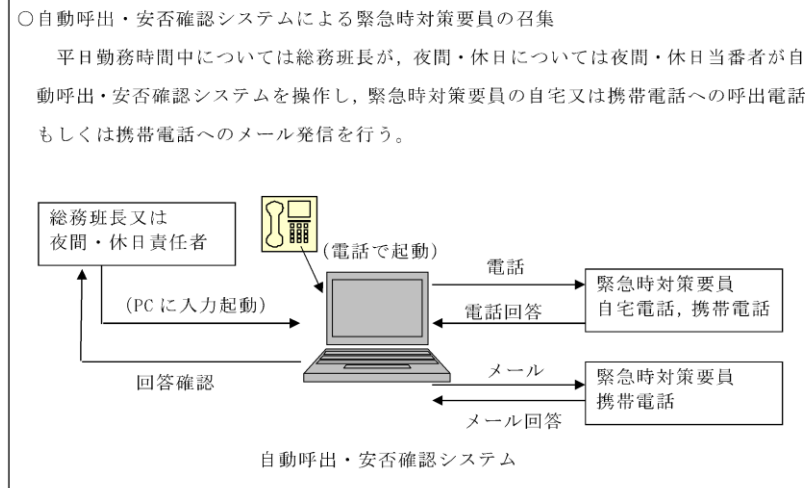 ○自動呼出・安否確認システムによる緊急時対策要員の召集
平日勤務時間中については総務班長が，夜間・休日については夜間・休日当番者が自
動呼出・安否確認システムを操作し，緊急時対策要員の自宅又は携帯電話への呼出電話
もしくは携帯電話へのメール発信を行う。
総務班長又は
夜間・休日責任者
(電話で起動)
電話
緊急時対策要員
自宅電話，携帯電話
(PCに入力起動)
電話回答
回答確認
メール
緊急時対策要員
携帯電話
メール回答
自動呼出・安否確認システム